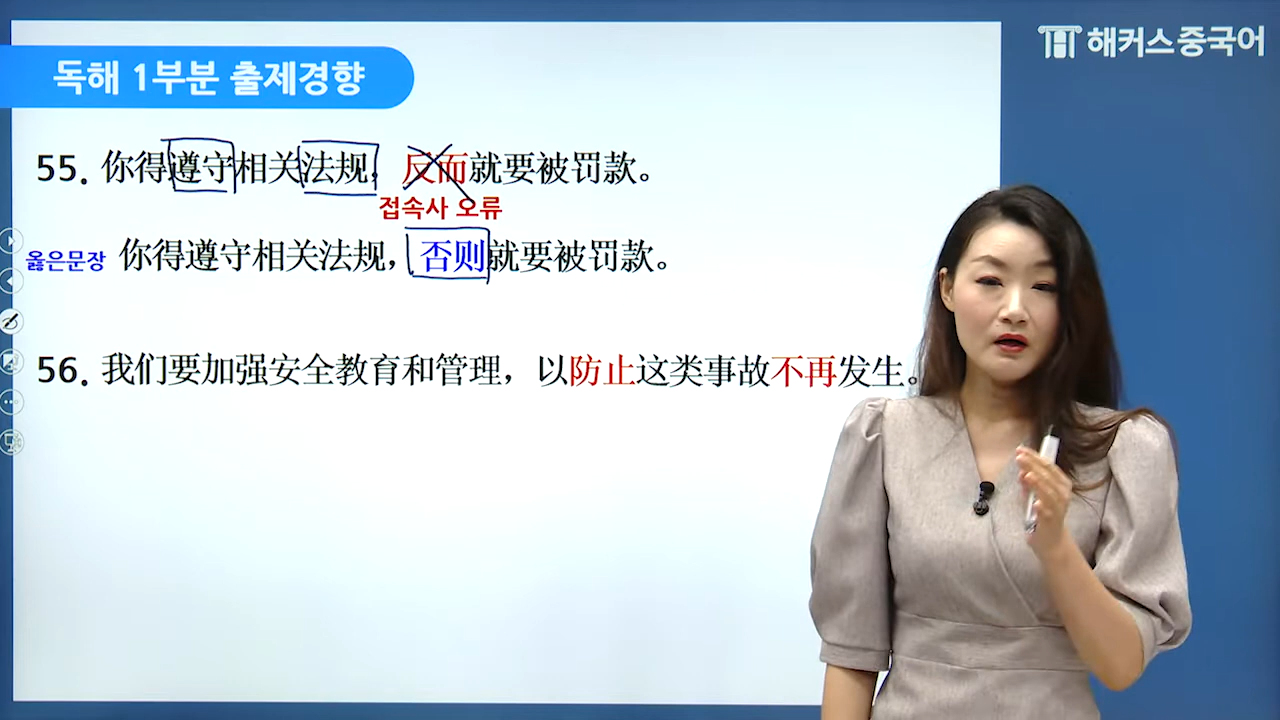 해커스중국어
독해 1부분 출제경향
55. 你得遵守相关法规，反而就要被罚款。
접속사 오류
옳은문장 你得遵守相关法规，否则就要被罚款。
56. 我们要加强安全教育和管理，以防止这类事故不再发生。